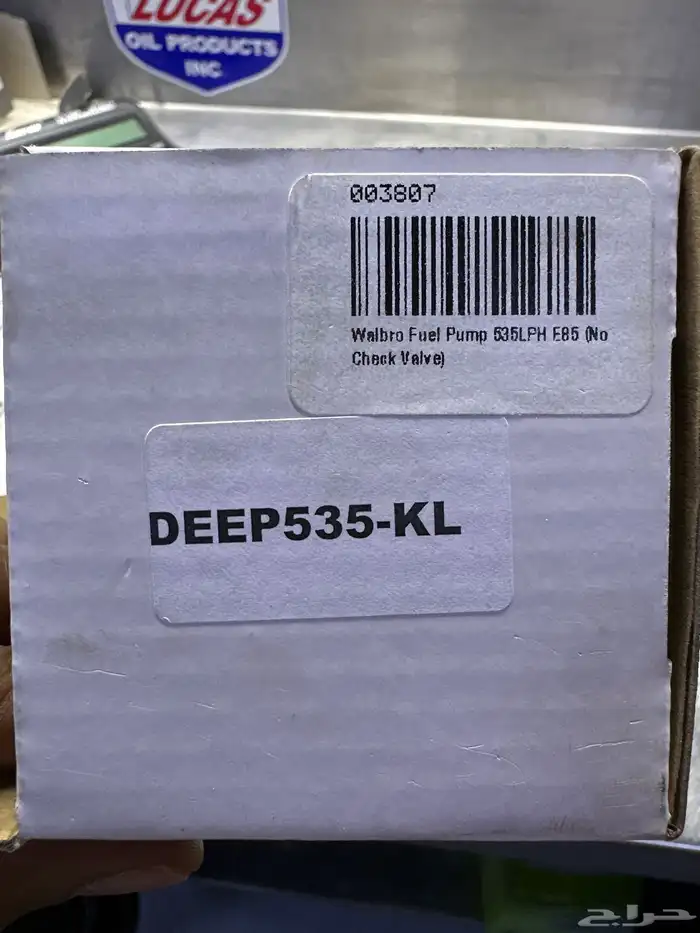 LUCAS
OIL PRODUCTS
INC
003807
Walbro Fuel Pump 535LPH E85 (No
Check Valve)
DEEP535-KL
حراج